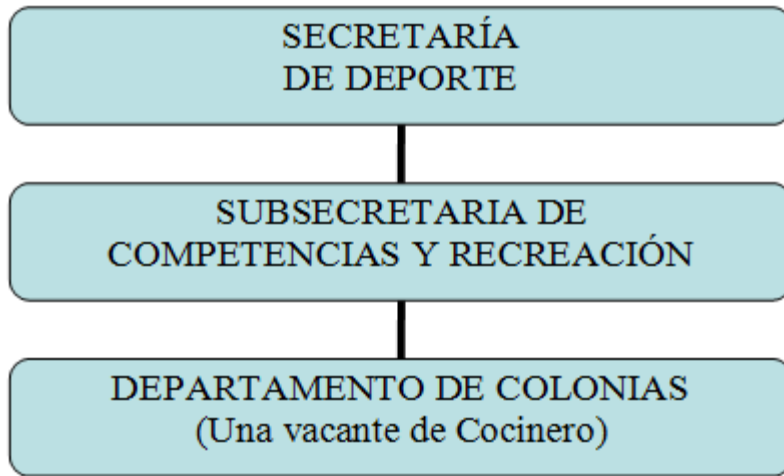 SECRETARÍA
DE DEPORTE
SUBSECRETARIA DE
COMPETENCIAS Y RECREACIÓN
DEPARTAMENTO DE COLONIAS
(Una vacante de Cocinero)